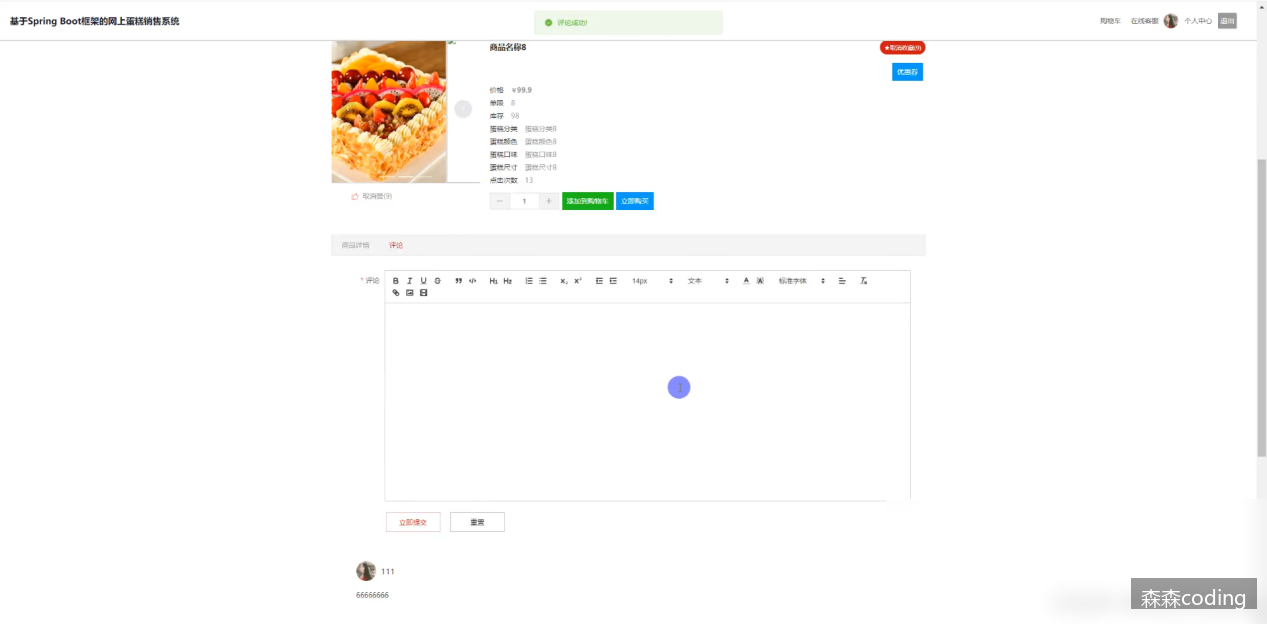 基于Spring Boot框架的网上蛋糕销售系统
评论成功!
购物车 在线客服 个人中心 退出
商品名称8
★取消收藏(9)
优惠券
价格 ￥99.9
单限 8
库存 98
蛋糕分类 蛋糕分类8
蛋糕颜色 蛋糕颜色8
蛋糕口味 蛋糕口味8
蛋糕尺寸 蛋糕尺寸8
点击次数 13
取消赞(9)
1 添加到购物车 立即购买
商品详情 评论
* 评论
B I U S H1 H2 X₂ X² 14px 文本 A 标准字体
立即提交 重置
111
66666666
森森coding